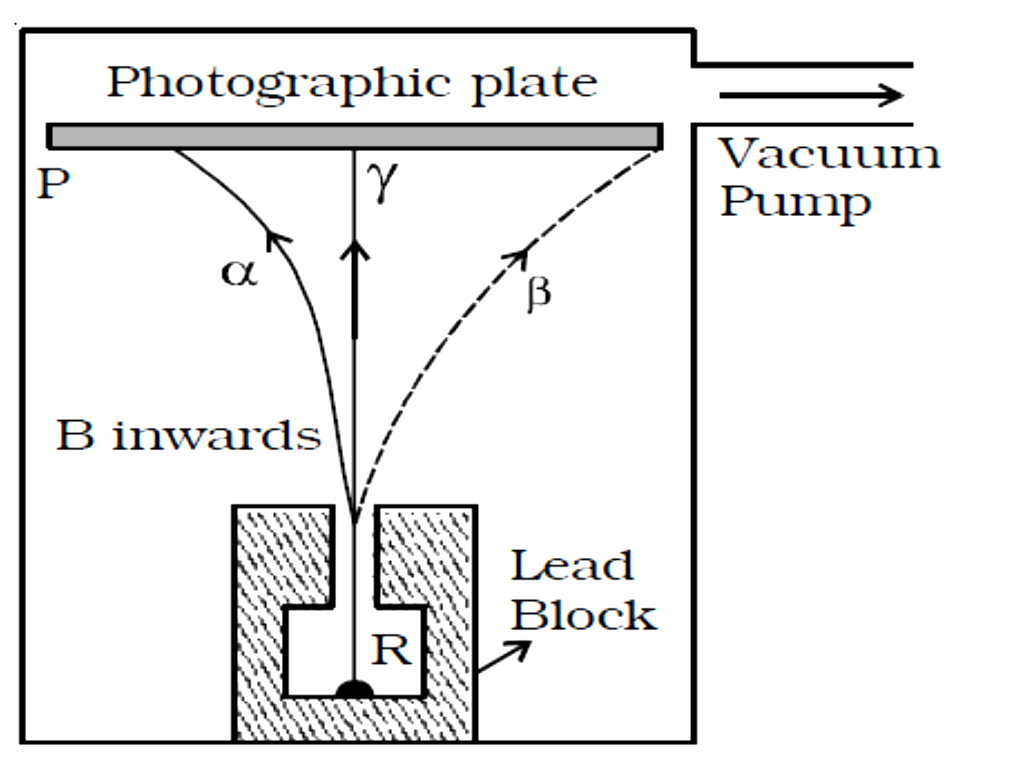 Photographic plate
Vacuum
Pump
P
γ
α
β
B inwards
Lead
Block
R